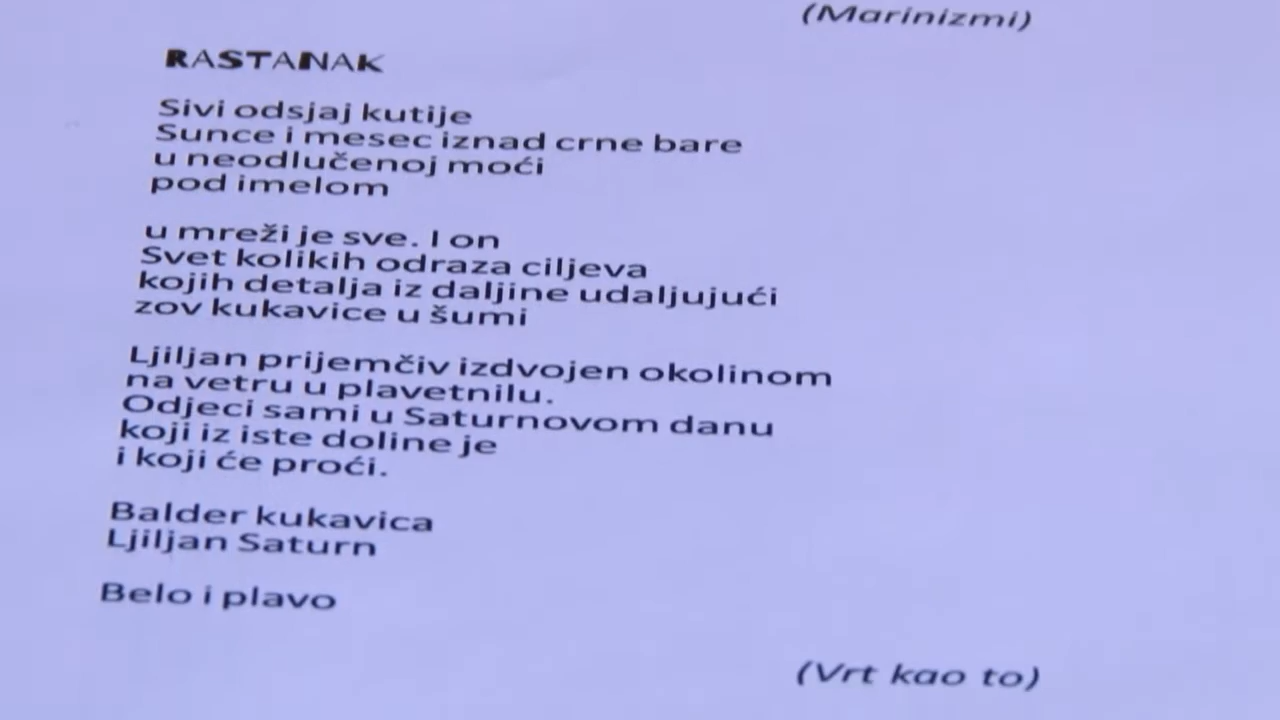 (Marinizmi)
RASTANAK
Sivi odsjaj kutije
Sunce i mesec iznad crne bare
u neodlučenoj moći
pod imelom
u mreži je sve. I on
Svet kolikih odraza ciljeva
kojih detalja iz daljine udaljujući
zov kukavice u šumi
Ljiljan prijemčiv izdvojen okolinom
na vetru u plavetnilu.
Odjeci sami u Saturnovom danu
koji iz iste doline je
i koji će proći.
Balder kukavica
Ljiljan Saturn
Belo i plavo
(Vrt kao to)